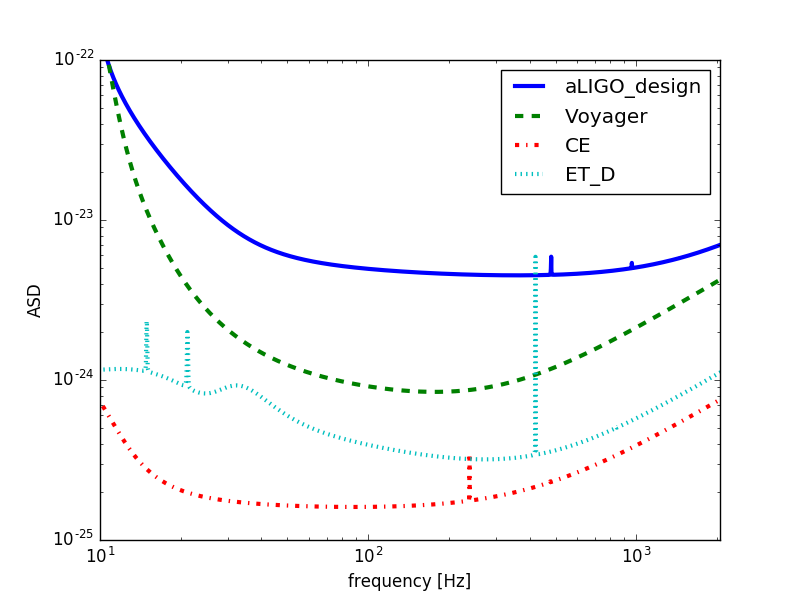 10^-22
10^-23
10^-24
10^-25
ASD
10^1
10^2
10^3
frequency [Hz]
aLIGO_design
Voyager
CE
ET_D